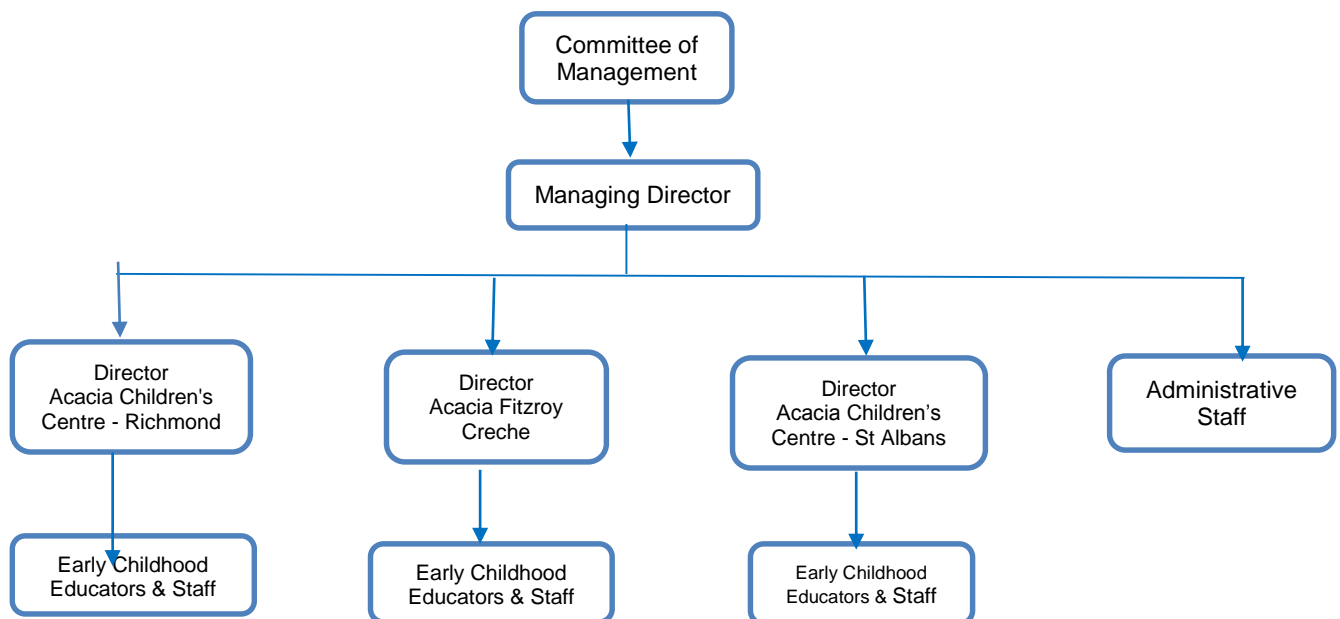 Committee of
Management
Managing Director
Director
Acacia Children's
Centre - Richmond
Director
Acacia Fitzroy
Creche
Director
Acacia Children’s
Centre - St Albans
Administrative
Staff
Early Childhood
Educators & Staff
Early Childhood
Educators & Staff
Early Childhood
Educators & Staff